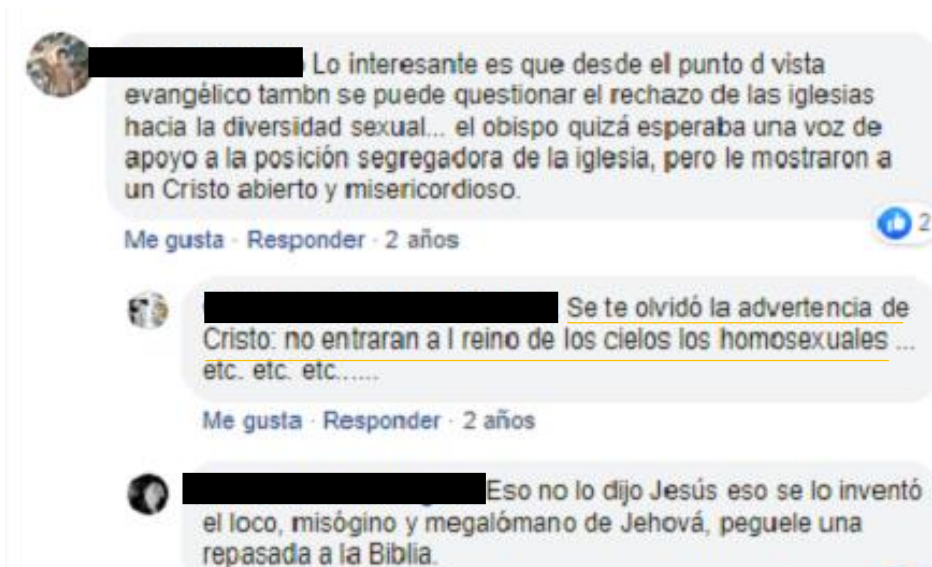 Lo interesante es que desde el punto d vista
evangélico tambn se puede questionar el rechazo de las iglesias
hacia la diversidad sexual... el obispo quizá esperaba una voz de
apoyo a la posición segregadora de la iglesia, pero le mostraron a
un Cristo abierto y misericordioso.
2
Me gusta · Responder · 2 años
Se te olvidó la advertencia de
Cristo: no entraran a l reino de los cielos los homosexuales ...
etc. etc. etc......
Me gusta · Responder · 2 años
Eso no lo dijo Jesús eso se lo inventó
el loco, misógino y megalómano de Jehová, peguele una
repasada a la Biblia.